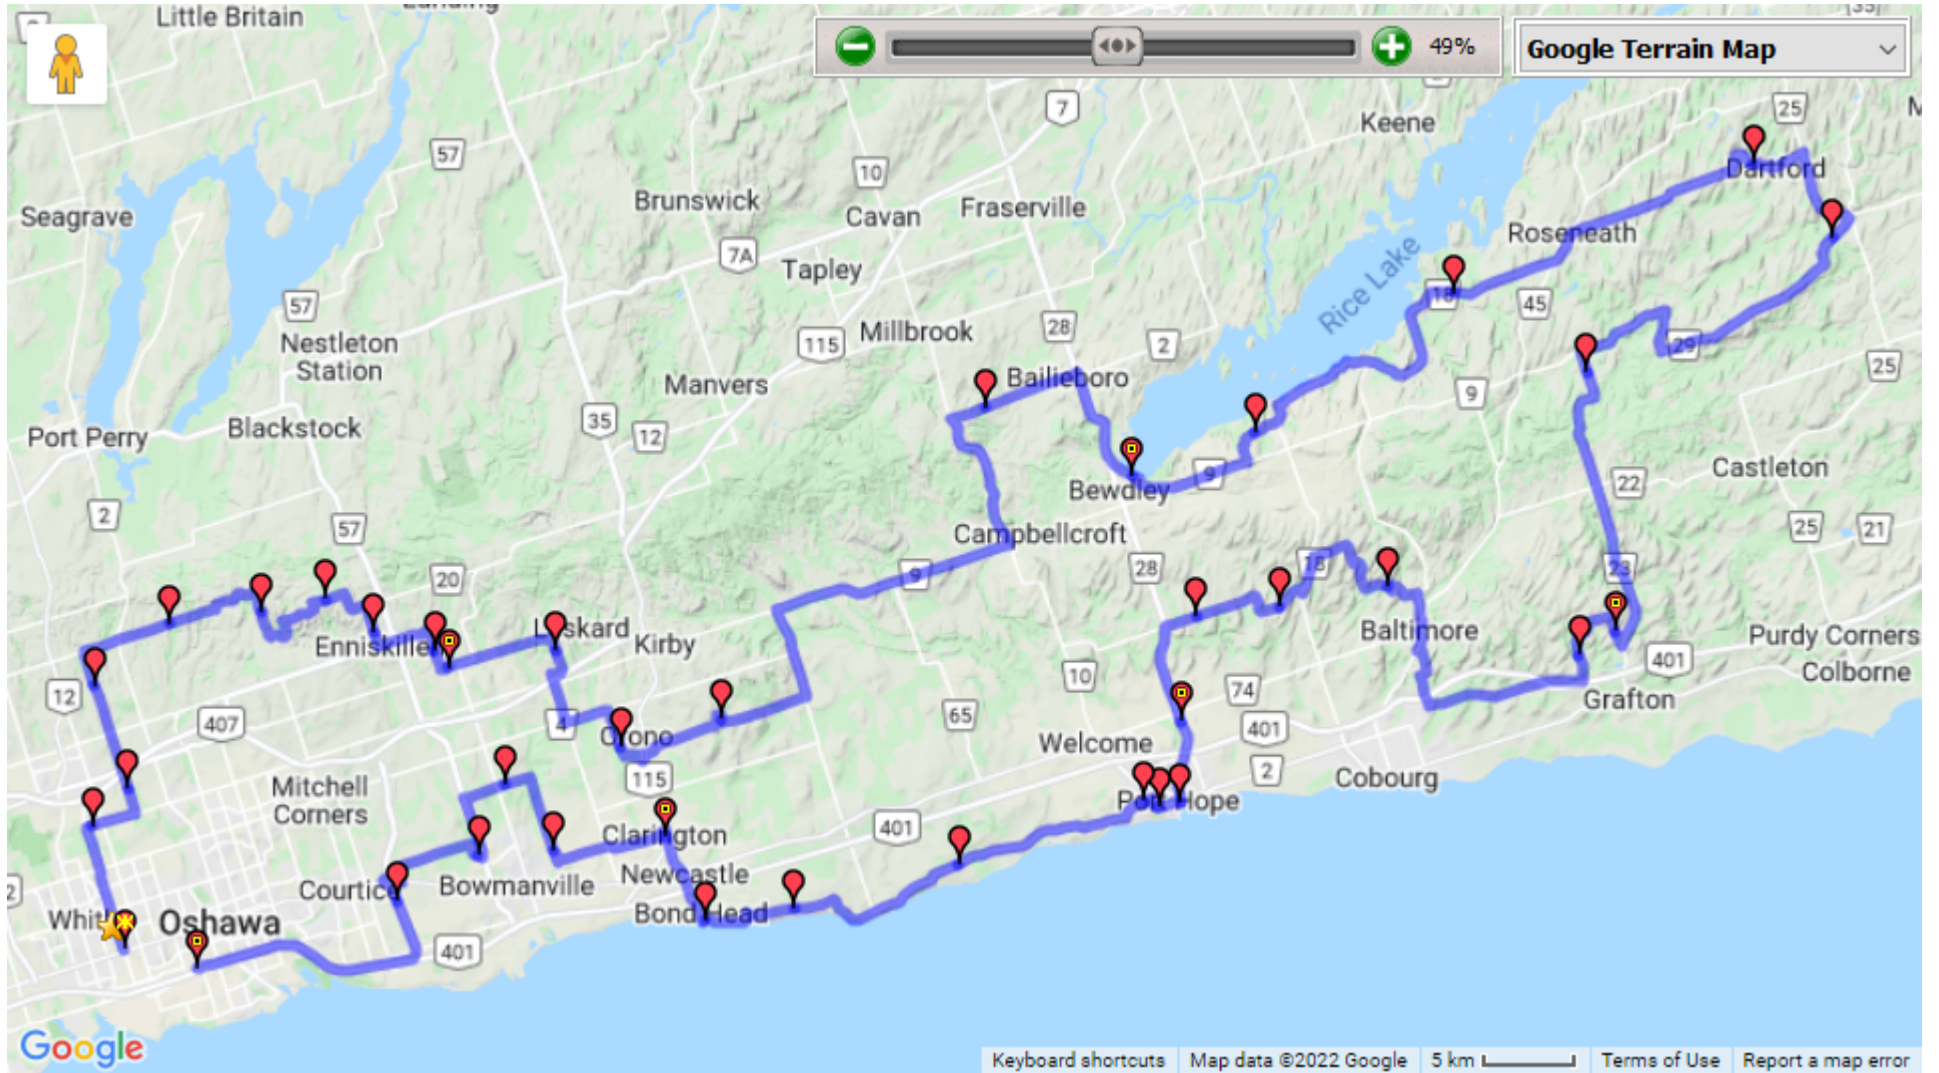 Little Britain
35
49%
Google Terrain Map
7
25
Keene
57
10
Dartford
Brunswick
Cavan
Fraserville
Seagrave
Roseneath
7A
Tapley
Rice Lake
18
45
57
28
Millbrook
115
2
Nestleton
Station
29
25
Manvers
Bailieboro
9
35
12
Blackstock
Port Perry
Castleton
9
22
Bewdley
2
57
Campbellcroft
25
21
28
18
23
20
9
Leskard
Kirby
Enniskillen
Baltimore
Purdy Corners
401
Colborne
10
74
12
Grafton
407
4
65
401
Orono
Welcome
2
Cobourg
115
Mitchell
Corners
Port Hope
401
Clarington
Newcastle
Courtice
Bowmanville
2
Bond Head
Whitby
Oshawa
401
Google
Keyboard shortcuts
Map data ©2022 Google
5 km
Terms of Use
Report a map error